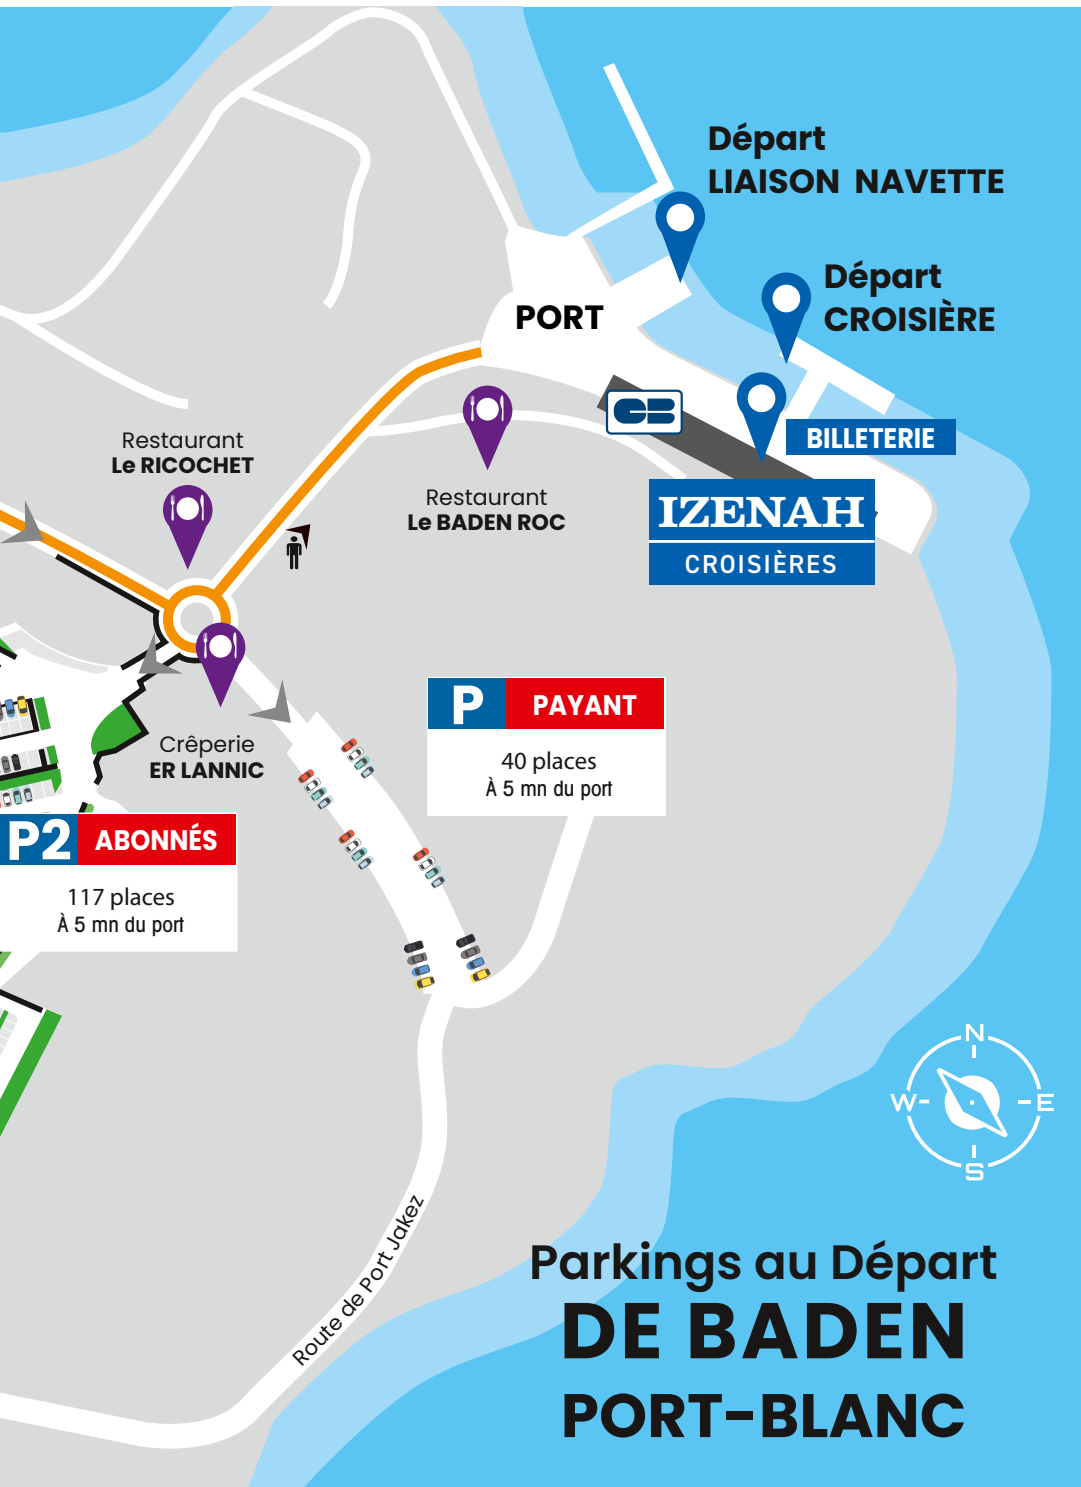 Départ
LIAISON NAVETTE
Départ
CROISIÈRE
PORT
CB
BILLETERIE
IZENAH
CROISIÈRES
Restaurant
Le RICOCHET
Restaurant
Le BADEN ROC
Crêperie
ER LANNIC
P PAYANT
40 places
À 5 mn du port
P2 ABONNÉS
117 places
À 5 mn du port
Route de Port Jakez
N
W E
S
Parkings au Départ
DE BADEN
PORT-BLANC